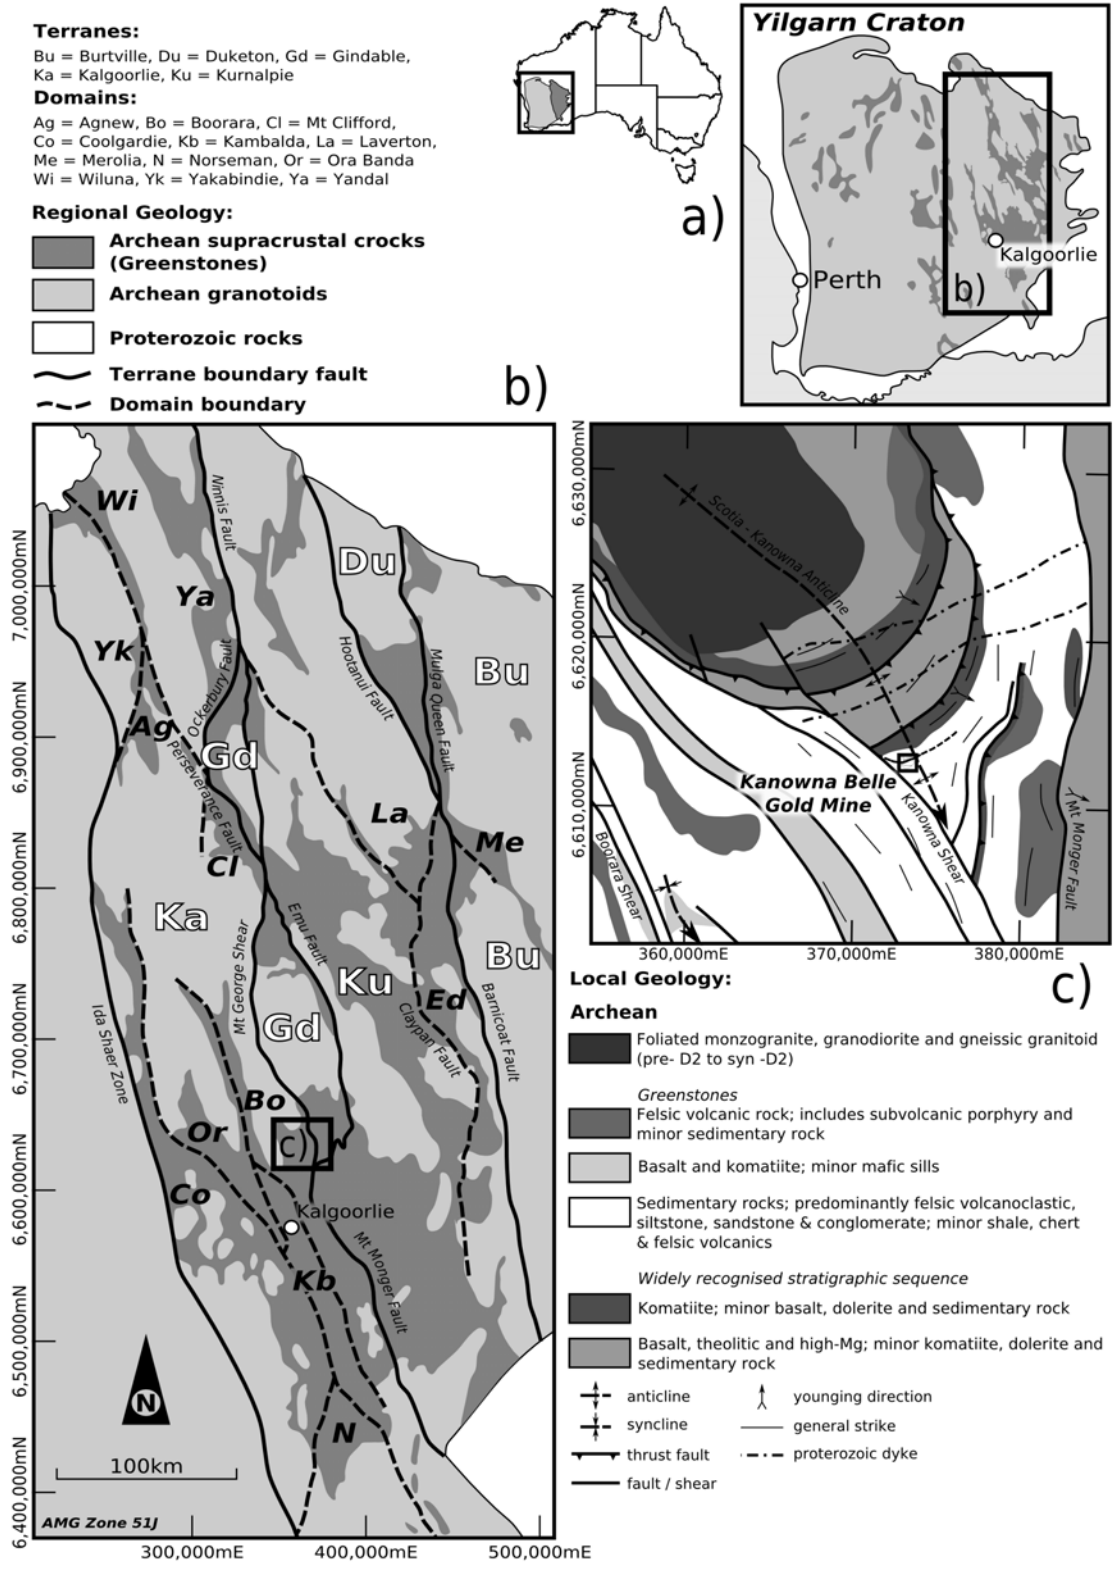 Terranes:
Bu = Burtville, Du = Duketon, Gd = Gindable,
Ka = Kalgoorlie, Ku = Kurnalpie
Domains:
Ag = Agnew, Bo = Boorara, Cl = Mt Clifford,
Co = Coolgardie, Kb = Kambalda, La = Laverton,
Me = Merolia, N = Norseman, Or = Ora Banda
Wi = Wiluna, Yk = Yakabindie, Ya = Yandal
Regional Geology:
Archean supracrustal crocks
(Greenstones)
Archean granotoids
Proterozoic rocks
Terrane boundary fault
Domain boundary
a)
Yilgarn Craton
Kalgoorlie
Perth
b)
b)
7,000,000mN
6,900,000mN
6,800,000mN
6,700,000mN
6,600,000mN
6,500,000mN
6,400,000mN
Wi
Ninnis Fault
Du
Ya
Yk
Ockerbury Fault
Hootanui Fault
Mulga Queen Fault
Bu
Ag
Gd
Perseverance Fault
La
Me
Cl
Ka
Emu Fault
Mt George Shear
Ku
Bu
Ed
Gd
Claypan Fault
Barnicoat Fault
Ida Shaer Zone
Bo
c)
Or
Co
Kalgoorlie
Mt Monger Fault
Kb
N
N
100km
AMG Zone 51J
300,000mE
400,000mE
500,000mE
6,630,000mN
6,620,000mN
6,610,000mN
Scotia - Kanowna Anticline
Kanowna Belle
Gold Mine
Kanowna Shear
Boorara Shear
Mt Monger Fault
360,000mE
370,000mE
380,000mE
c)
Local Geology:
Archean
Foliated monzogranite, granodiorite and gneissic granitoid
(pre- D2 to syn -D2)
Greenstones
Felsic volcanic rock; includes subvolcanic porphyry and
minor sedimentary rock
Basalt and komatiite; minor mafic sills
Sedimentary rocks; predominantly felsic volcanoclastic,
siltstone, sandstone & conglomerate; minor shale, chert
& felsic volcanics
Widely recognised stratigraphic sequence
Komatiite; minor basalt, dolerite and sedimentary rock
Basalt, theolitic and high-Mg; minor komatiite, dolerite and
sedimentary rock
anticline
younging direction
syncline
general strike
thrust fault
proterozoic dyke
fault / shear